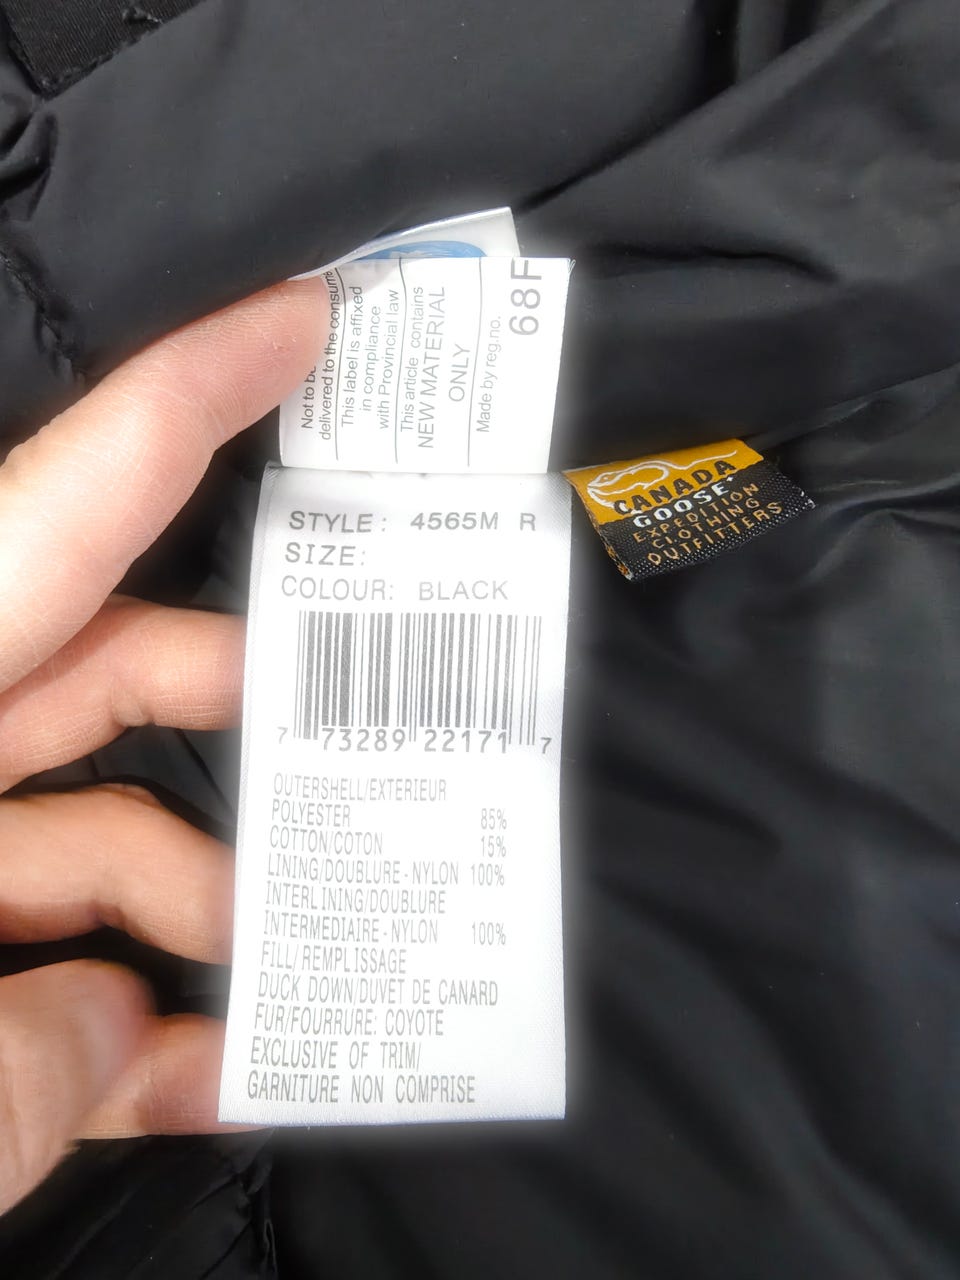 Not to be
delivered to the consume
This label is affixed
in compliance
with Provincial law
This article contains
NEW MATERIAL
ONLY
Made by reg.no.
68F
CANADA
GOOSE
EXPEDITION
CLOTHING
OUTFITTERS
STYLE: 4565M R
SIZE:
COLOUR: BLACK
7 73289 22171 7
OUTERSHELL/EXTERIEUR
POLYESTER 85%
COTTON/COTON 15%
LINING/DOUBLURE-NYLON 100%
INTERLINING/DOUBLURE
INTERMEDIAIRE-NYLON 100%
FILL/REMPLISSAGE
DUCK DOWN/DUVET DE CANARD
FUR/FOURRURE: COYOTE
EXCLUSIVE OF TRIM/
GARNITURE NON COMPRISE